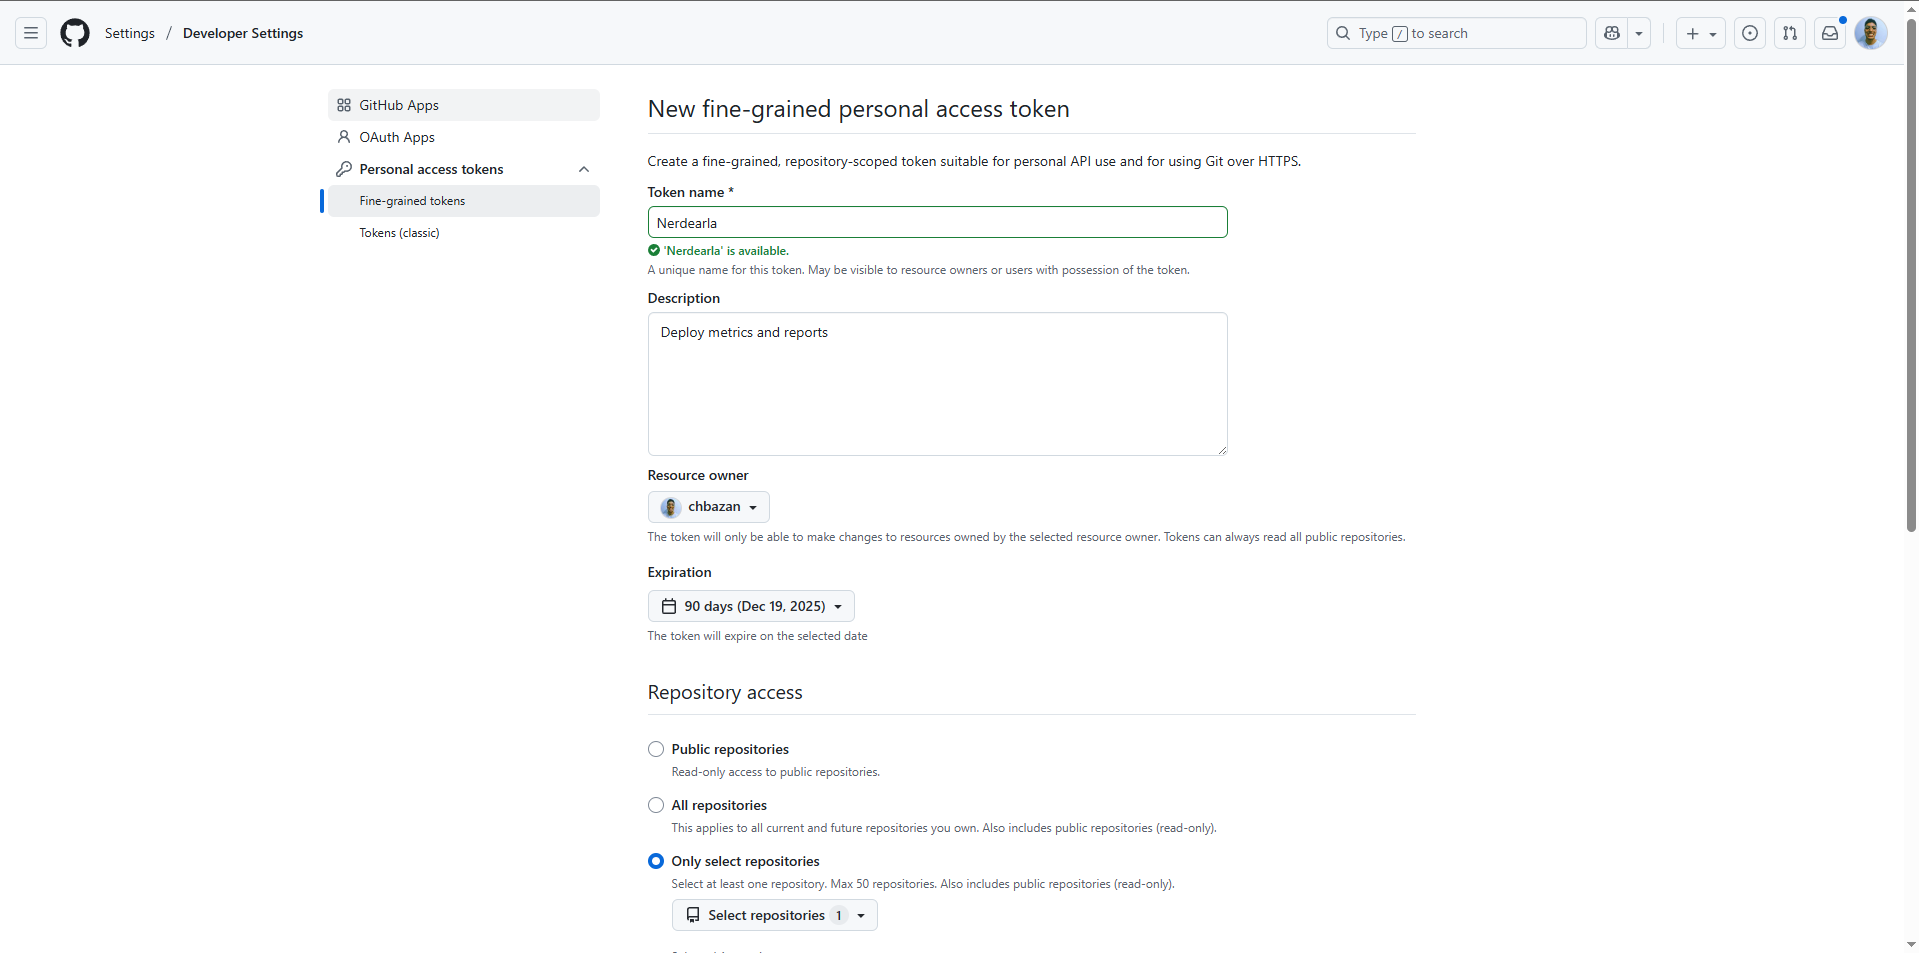 Settings / Developer Settings
Type / to search
GitHub Apps
OAuth Apps
Personal access tokens
Fine-grained tokens
Tokens (classic)
New fine-grained personal access token
Create a fine-grained, repository-scoped token suitable for personal API use and for using Git over HTTPS.
Token name *
Nerdearla
'Nerdearla' is available.
A unique name for this token. May be visible to resource owners or users with possession of the token.
Description
Deploy metrics and reports
Resource owner
chbazan
The token will only be able to make changes to resources owned by the selected resource owner. Tokens can always read all public repositories.
Expiration
90 days (Dec 19, 2025)
The token will expire on the selected date
Repository access
Public repositories
Read-only access to public repositories.
All repositories
This applies to all current and future repositories you own. Also includes public repositories (read-only).
Only select repositories
Select at least one repository. Max 50 repositories. Also includes public repositories (read-only).
Select repositories 1